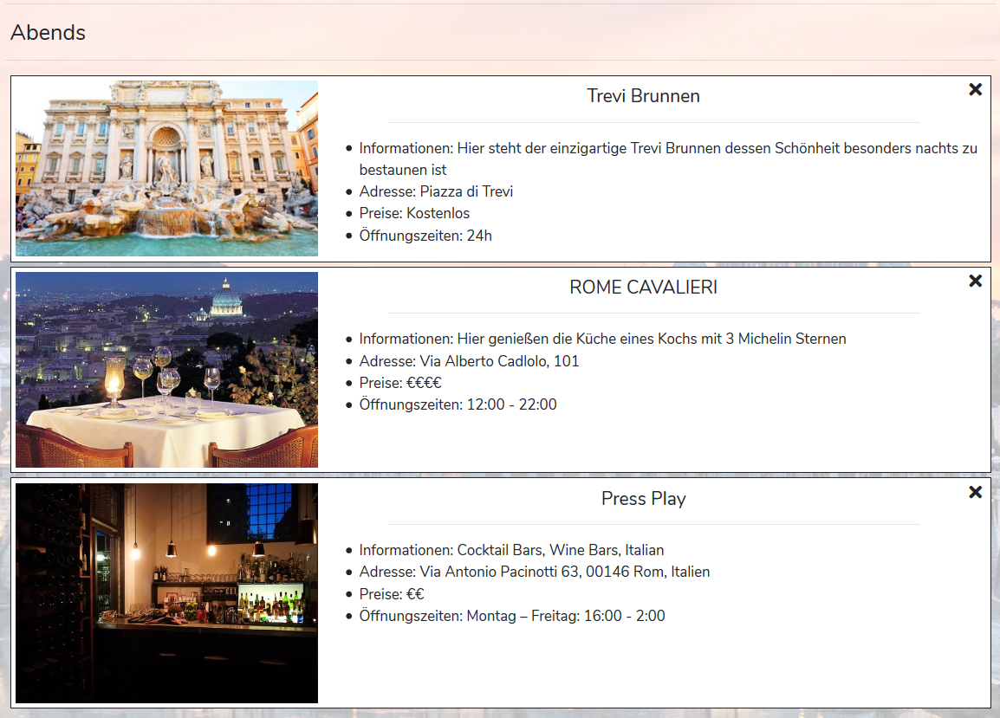 Abends
Trevi Brunnen
Informationen: Hier steht der einzigartige Trevi Brunnen dessen Schönheit besonders nachts zu
bestaunen ist
Adresse: Piazza di Trevi
Preise: Kostenlos
Öffnungszeiten: 24h
ROME CAVALIERI
Informationen: Hier genießen die Küche eines Kochs mit 3 Michelin Sternen
Adresse: Via Alberto Cadlolo, 101
Preise: €€€€
Öffnungszeiten: 12:00 - 22:00
Press Play
Informationen: Cocktail Bars, Wine Bars, Italian
Adresse: Via Antonio Pacinotti 63, 00146 Rom, Italien
Preise: €€
Öffnungszeiten: Montag – Freitag: 16:00 - 2:00